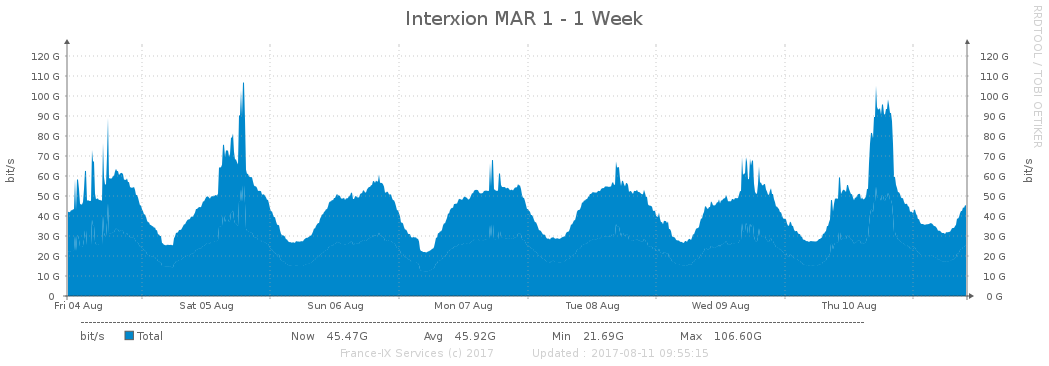 Interxion MAR 1 - 1 Week
RRDTOOL / TOBI OETIKER
120 G 120 G
110 G 110 G
100 G 100 G
90 G 90 G
80 G 80 G
70 G 70 G
60 G 60 G
50 G 50 G
40 G 40 G
30 G 30 G
20 G 20 G
10 G 10 G
0 0 G
bit/s bit/s
Fri 04 Aug Sat 05 Aug Sun 06 Aug Mon 07 Aug Tue 08 Aug Wed 09 Aug Thu 10 Aug
bit/s Total Now 45.47G Avg 45.92G Min 21.69G Max 106.60G
France-IX Services (c) 2017 Updated : 2017-08-11 09:55:15